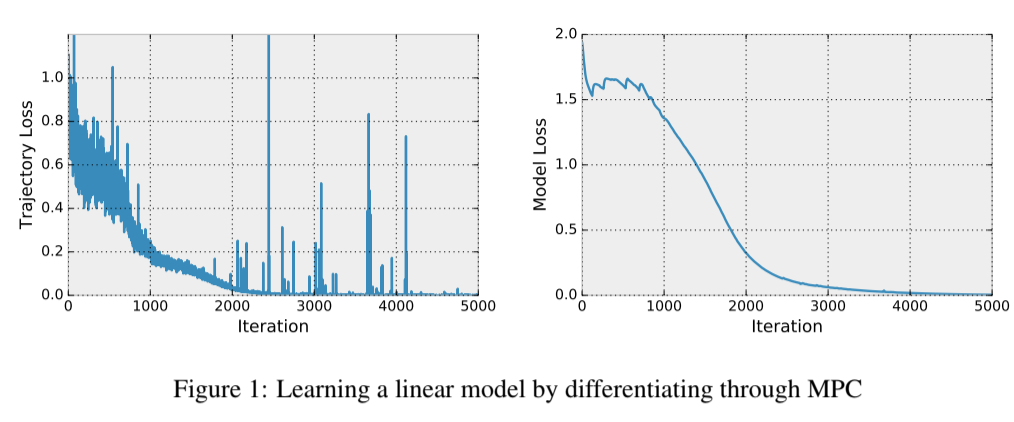 1.0
0.8
0.6
0.4
0.2
0.0
Trajectory Loss
0 1000 2000 3000 4000 5000
Iteration
2.0
1.5
1.0
0.5
0.0
Model Loss
0 1000 2000 3000 4000 5000
Iteration
Figure 1: Learning a linear model by differentiating through MPC